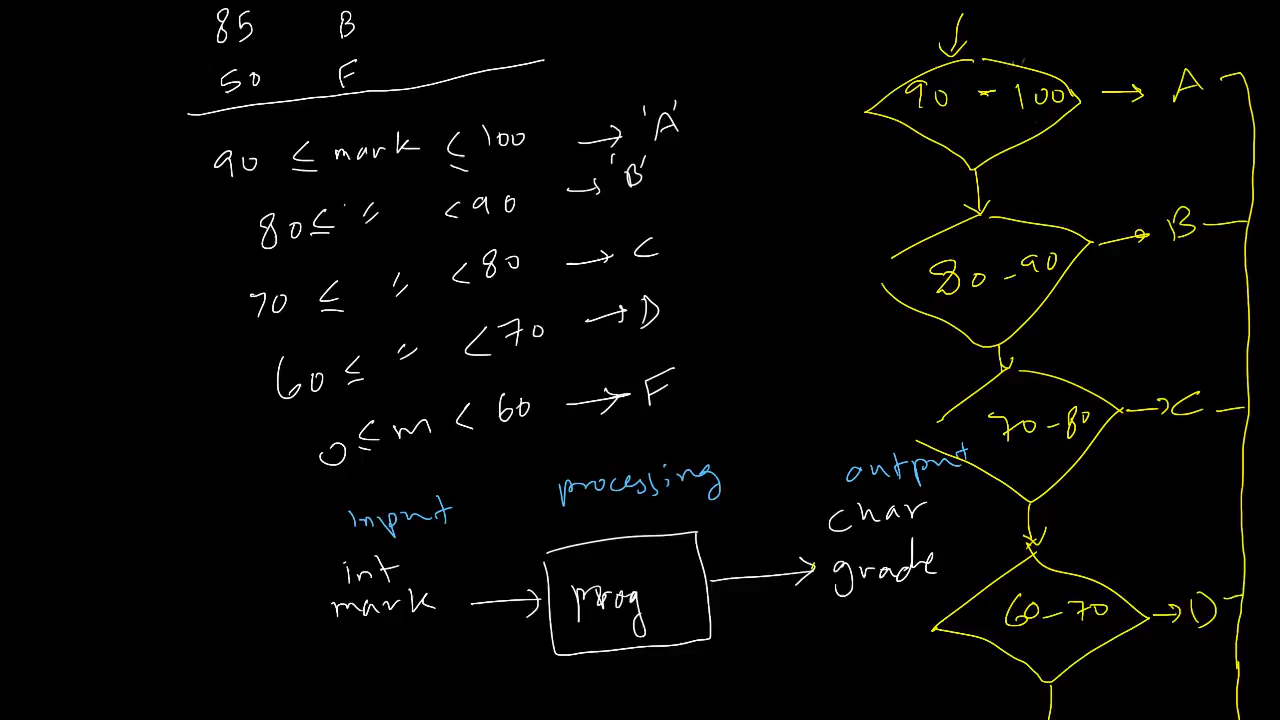 85 B
50 F
90 ≤ mark ≤ 100 → 'A'
80 ≤ " < 90 → 'B'
70 ≤ " < 80 → C
60 ≤ " < 70 → D
0 ≤ m < 60 → F
input processing output
int mark → prog → char grade
90 - 100 → A
80 - 90 → B
70 - 80 → C
60 - 70 → D